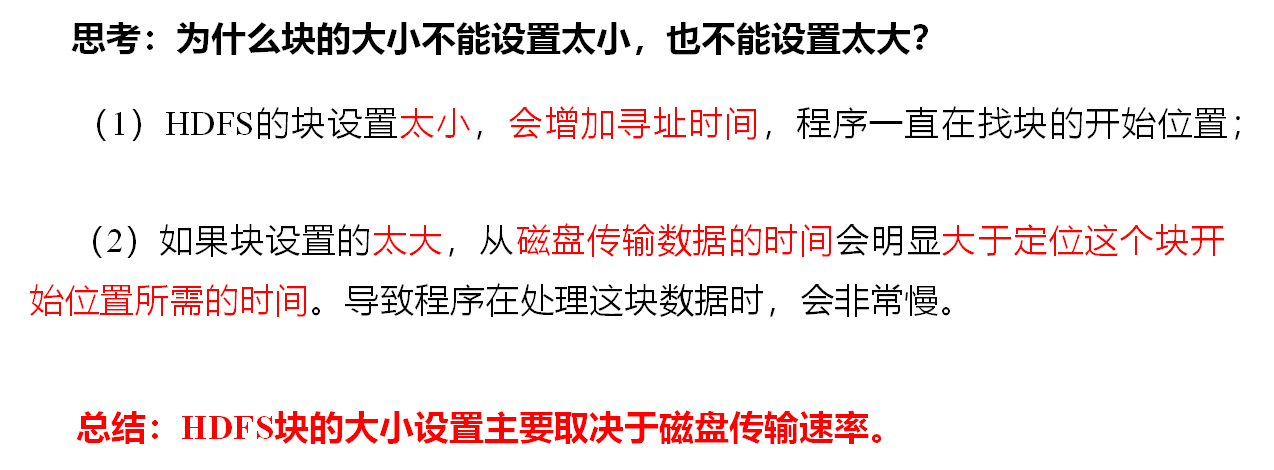 思考：为什么块的大小不能设置太小，也不能设置太大？
（1）HDFS的块设置太小，会增加寻址时间，程序一直在找块的开始位置；
（2）如果块设置的太大，从磁盘传输数据的时间会明显大于定位这个块开
始位置所需的时间。导致程序在处理这块数据时，会非常慢。
总结：HDFS块的大小设置主要取决于磁盘传输速率。